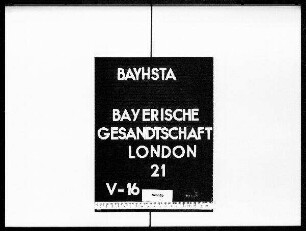 BAYHSTA
BAYERISCHE
GESANDTSCHAFT
LONDON
21
V-16